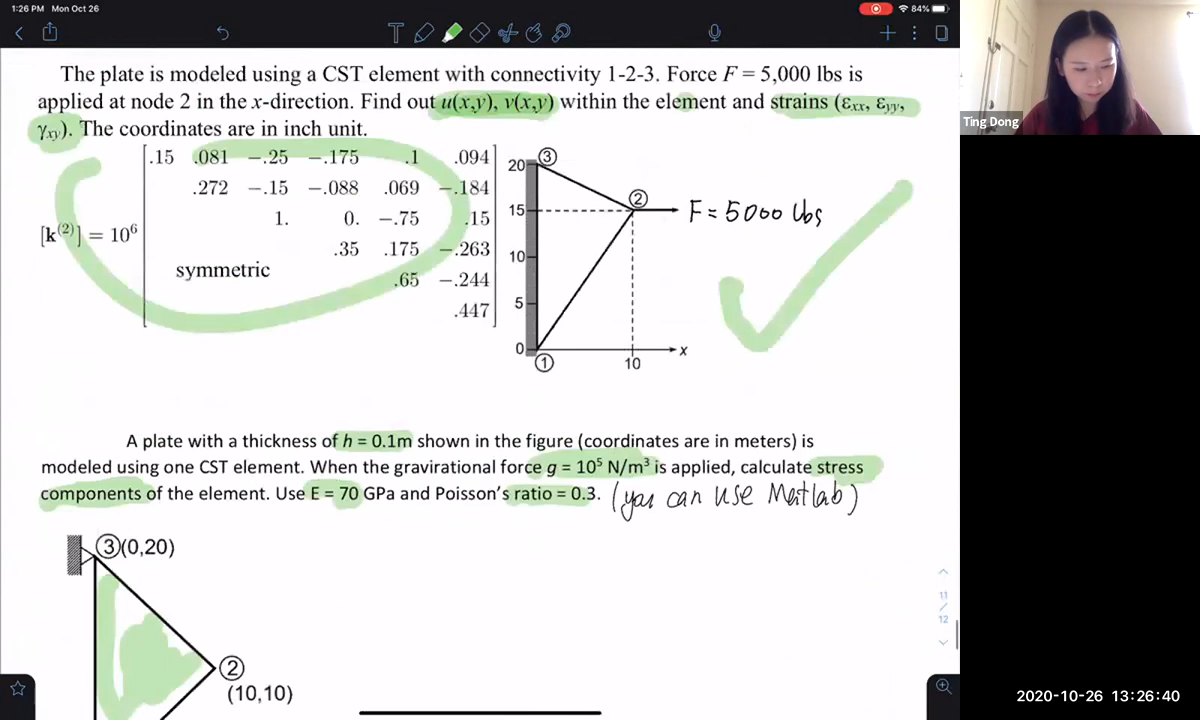 1:26 PM Mon Oct 26
84%
The plate is modeled using a CST element with connectivity 1-2-3. Force F = 5,000 lbs is
applied at node 2 in the x-direction. Find out u(x,y), v(x,y) within the element and strains (εxx, εyy,
γxy). The coordinates are in inch unit.
Ting Dong
[k(2)] = 10⁶
.15 .081 −.25 −.175 .1 .094
.272 −.15 −.088 .069 −.184
1. 0. −.75 .15
.35 .175 −.263
symmetric
.65 −.244
.447
20 ③
15 ② F = 5000 lbs
10
5
0 x
① 10
A plate with a thickness of h = 0.1m shown in the figure (coordinates are in meters) is
modeled using one CST element. When the gravirational force g = 10⁵ N/m³ is applied, calculate stress
components of the element. Use E = 70 GPa and Poisson's ratio = 0.3. (you can use Matlab)
③(0,20)
②
(10,10)
11
/
12
2020-10-26 13:26:40